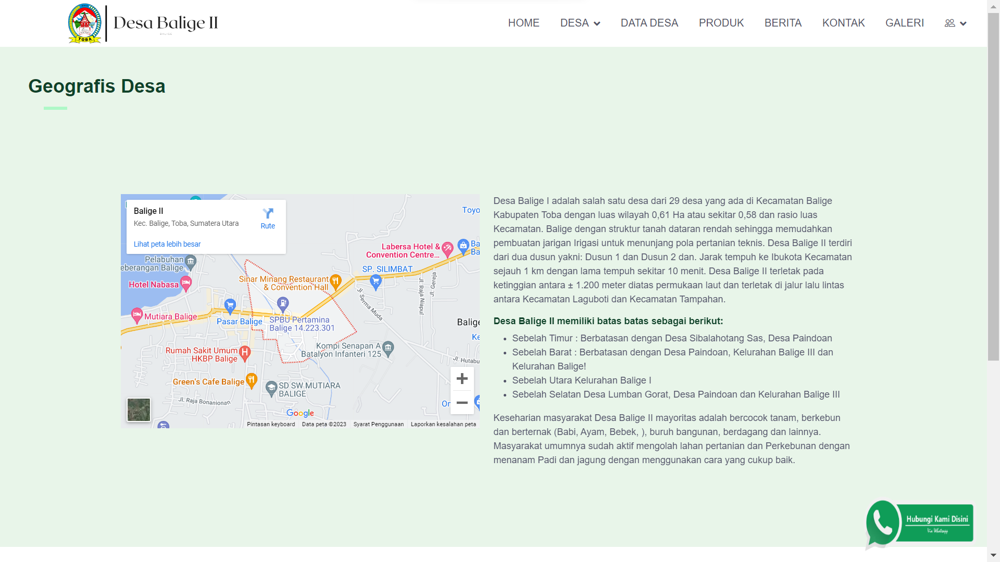 TOBA
Desa Balige II
BALIGE
HOME
DESA
DATA DESA
PRODUK
BERITA
KONTAK
GALERI
Geografis Desa
Balige II
Kec. Balige, Toba, Sumatera Utara
Rute
Lihat peta lebih besar
Toyo
Labersa Hotel &
Convention Centre...
Ba
Ba
Pelabuhan
eberangan Balige
SP. SILIMBAT
Sinar Minang Restaurant
& Convention Hall
Hotel Nabasa
Jl. Raja Niapul
Jl. Gereja
Jl. Serma Muda
Mutiara Balige
Pasar Balige
SPBU Pertamina
Balige 14.223.301
Balige
Ke
Kompi Senapan A
Batalyon Infanteri 125
Rumah Sakit Umum
HKBP Balige
Jl. Hutabu
Green's Cafe Balige
SD SW MUTIARA
BALIGE
Jl. Raja Bonanionan
On
Google
Pintasan keyboard
Data peta ©2023
Syarat Penggunaan
Laporkan kesalahan peta
Desa Balige I adalah salah satu desa dari 29 desa yang ada di Kecamatan Balige
Kabupaten Toba dengan luas wilayah 0,61 Ha atau sekitar 0,58 dan rasio luas
Kecamatan. Balige dengan struktur tanah dataran rendah sehingga memudahkan
pembuatan jarigan Irigasi untuk menunjang pola pertanian teknis. Desa Balige II terdiri
dari dua dusun yakni: Dusun 1 dan Dusun 2 dan. Jarak tempuh ke Ibukota Kecamatan
sejauh 1 km dengan lama tempuh sekitar 10 menit. Desa Balige II terletak pada
ketinggian antara ± 1.200 meter diatas permukaan laut dan terletak di jalur lalu lintas
antara Kecamatan Laguboti dan Kecamatan Tampahan.
Desa Balige II memiliki batas batas sebagai berikut:
• Sebelah Timur : Berbatasan dengan Desa Sibalahotang Sas, Desa Paindoan
• Sebelah Barat : Berbatasan dengan Desa Paindoan, Kelurahan Balige III dan
Kelurahan Balige!
• Sebelah Utara Kelurahan Balige I
• Sebelah Selatan Desa Lumban Gorat, Desa Paindoan dan Kelurahan Balige III
Keseharian masyarakat Desa Balige II mayoritas adalah bercocok tanam, berkebun
dan berternak (Babi, Ayam, Bebek, ), buruh bangunan, berdagang dan lainnya.
Masyarakat umumnya sudah aktif mengolah lahan pertanian dan Perkebunan dengan
menanam Padi dan jagung dengan menggunakan cara yang cukup baik.
Hubungi Kami Disini
Via Whatsapp